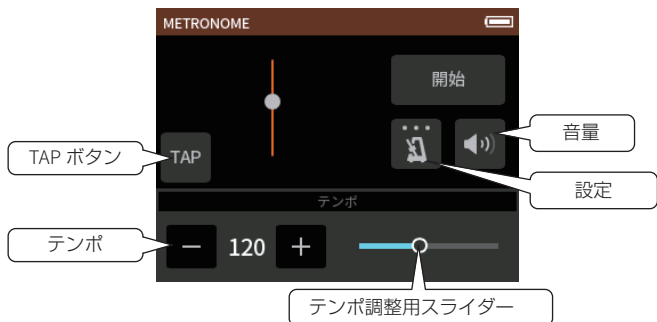 METRONOME
開始
TAP ボタン
TAP
音量
設定
テンポ
テンポ
120
テンポ調整用スライダー